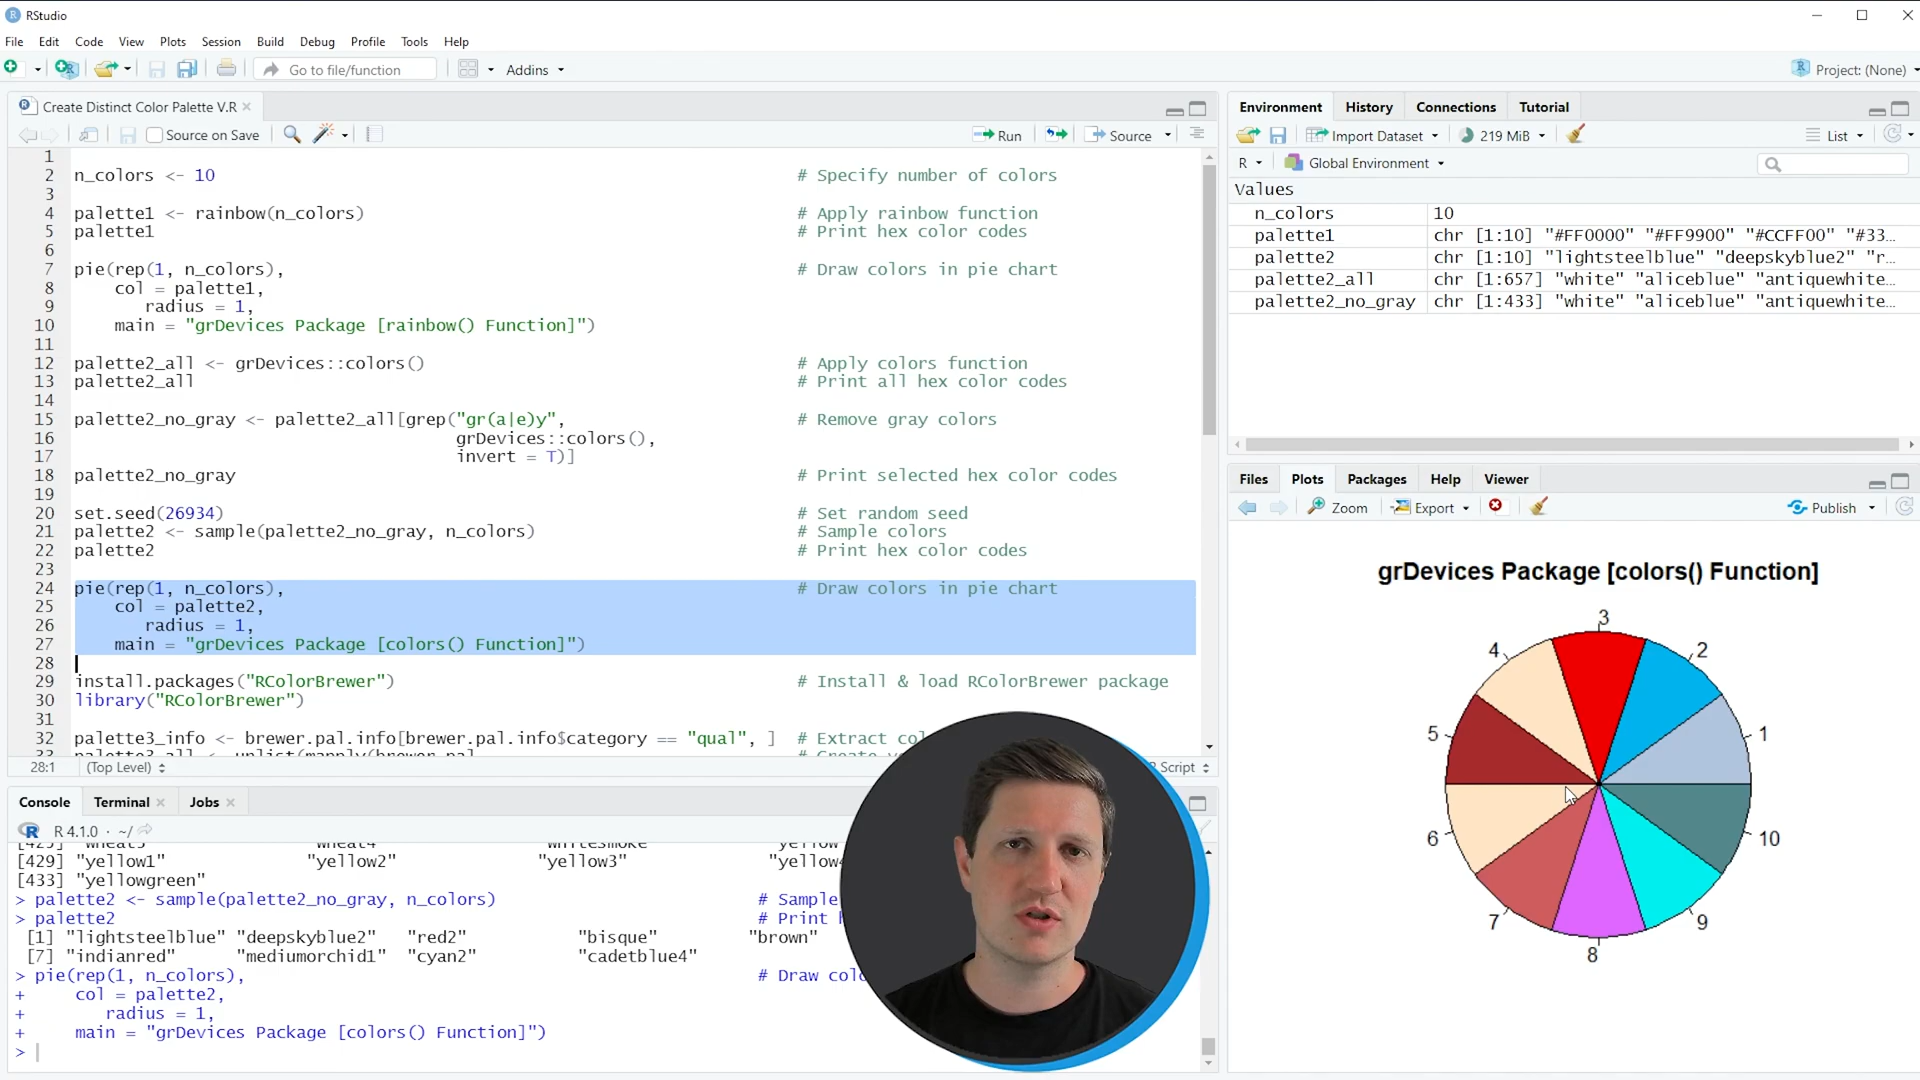 RStudio
File Edit Code View Plots Session Build Debug Profile Tools Help
Go to file/function Addins Project: (None)
Create Distinct Color Palette V.R
Source on Save Run Source
1
2 n_colors <- 10 # Specify number of colors
3
4 palette1 <- rainbow(n_colors) # Apply rainbow function
5 palette1 # Print hex color codes
6
7 pie(rep(1, n_colors), # Draw colors in pie chart
8 col = palette1,
9 radius = 1,
10 main = "grDevices Package [rainbow() Function]")
11
12 palette2_all <- grDevices::colors() # Apply colors function
13 palette2_all # Print all hex color codes
14
15 palette2_no_gray <- palette2_all[grep("gr(a|e)y", # Remove gray colors
16 grDevices::colors(),
17 invert = T)]
18 palette2_no_gray # Print selected hex color codes
19
20 set.seed(26934) # Set random seed
21 palette2 <- sample(palette2_no_gray, n_colors) # Sample colors
22 palette2 # Print hex color codes
23
24 pie(rep(1, n_colors), # Draw colors in pie chart
25 col = palette2,
26 radius = 1,
27 main = "grDevices Package [colors() Function]")
28
29 install.packages("RColorBrewer") # Install & load RColorBrewer package
30 library("RColorBrewer")
31
32 palette3_info <- brewer.pal.info[brewer.pal.info$category == "qual", ] # Extract
28:1 (Top Level) Script
Console Terminal Jobs
R 4.1.0 · ~/
[429] "yellow1" "yellow2" "yellow3"
[433] "yellowgreen"
> palette2 <- sample(palette2_no_gray, n_colors) # Sample
> palette2 # Print
[1] "lightsteelblue" "deepskyblue2" "red2" "bisque" "brown"
[7] "indianred" "mediumorchid1" "cyan2" "cadetblue4"
> pie(rep(1, n_colors), # Draw
+ col = palette2,
+ radius = 1,
+ main = "grDevices Package [colors() Function]")
>
Environment History Connections Tutorial
Import Dataset 219 MiB List
R Global Environment
Values
n_colors 10
palette1 chr [1:10] "#FF0000" "#FF9900" "#CCFF00" "#33...
palette2 chr [1:10] "lightsteelblue" "deepskyblue2" "r...
palette2_all chr [1:657] "white" "aliceblue" "antiquewhite...
palette2_no_gray chr [1:433] "white" "aliceblue" "antiquewhite...
Files Plots Packages Help Viewer
Zoom Export Publish
grDevices Package [colors() Function]
3
4 2
5 1
6 10
7 9
8